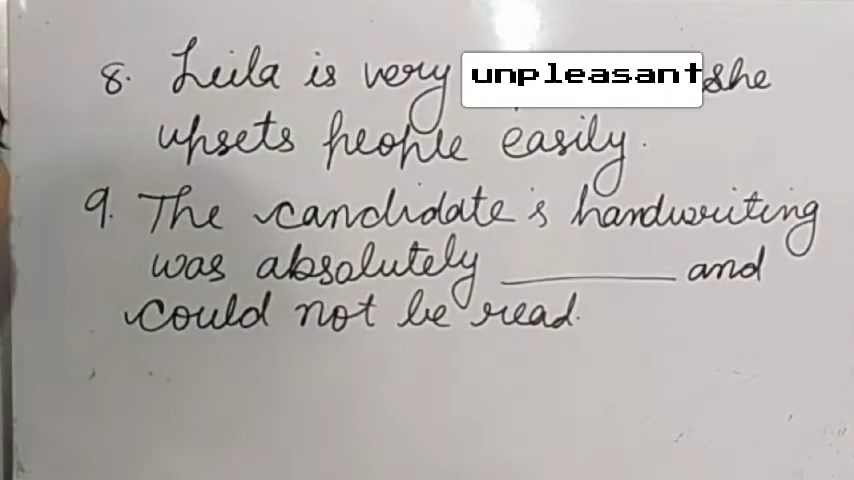 8. Leila is very unpleasant she
upsets people easily.
9. The candidate's handwriting
was absolutely ________ and
could not be read.